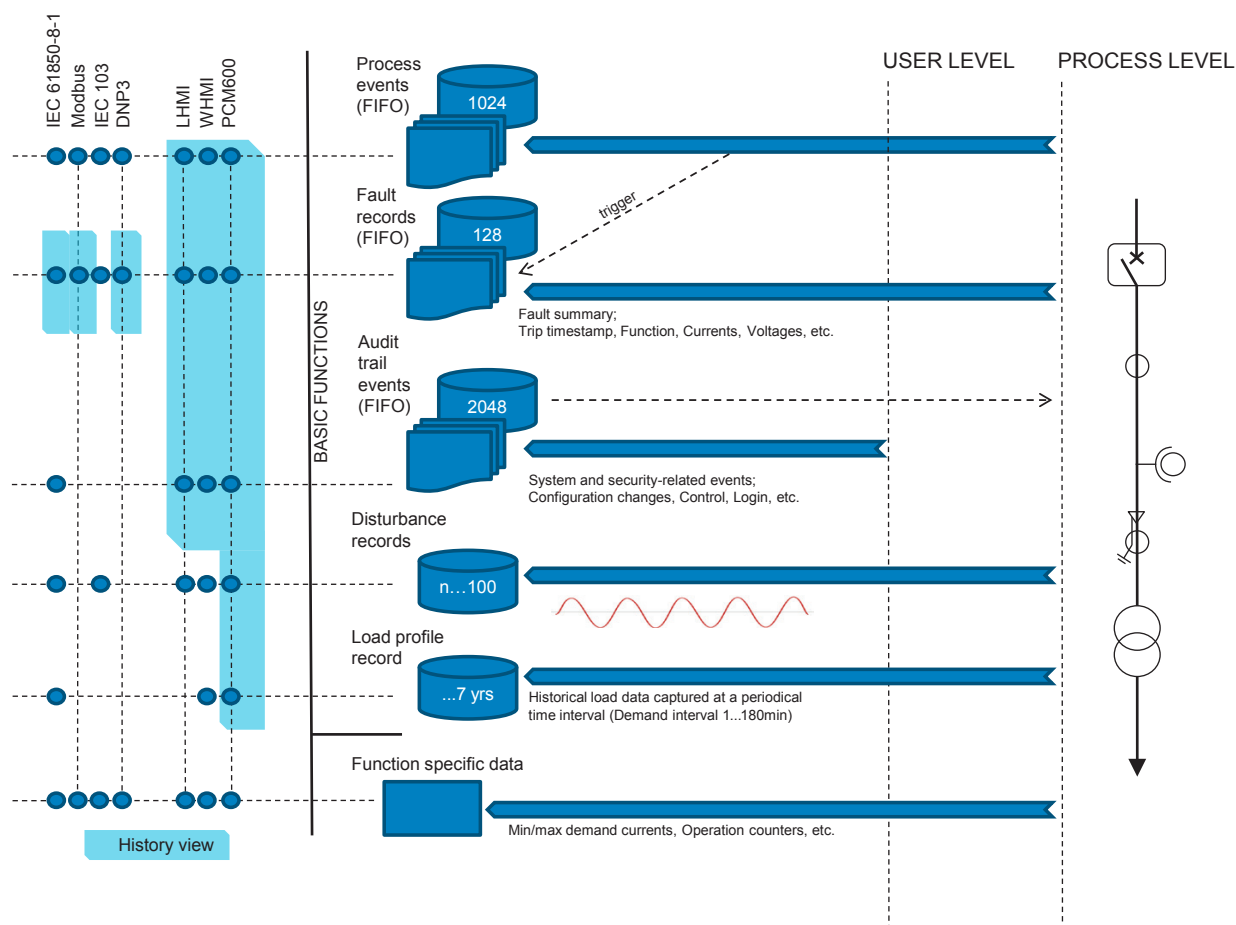 IEC 61850-8-1
Modbus
IEC 103
DNP3
LHMI
WHMI
PCM600
USER LEVEL
PROCESS LEVEL
BASIC FUNCTIONS
Process
events
(FIFO)
1024
trigger
Fault
records
(FIFO)
128
Fault summary;
Trip timestamp, Function, Currents, Voltages, etc.
Audit
trail
events
(FIFO)
2048
System and security-related events;
Configuration changes, Control, Login, etc.
Disturbance
records
n…100
Load profile
record
...7 yrs
Historical load data captured at a periodical
time interval (Demand interval 1...180min)
Function specific data
Min/max demand currents, Operation counters, etc.
History view